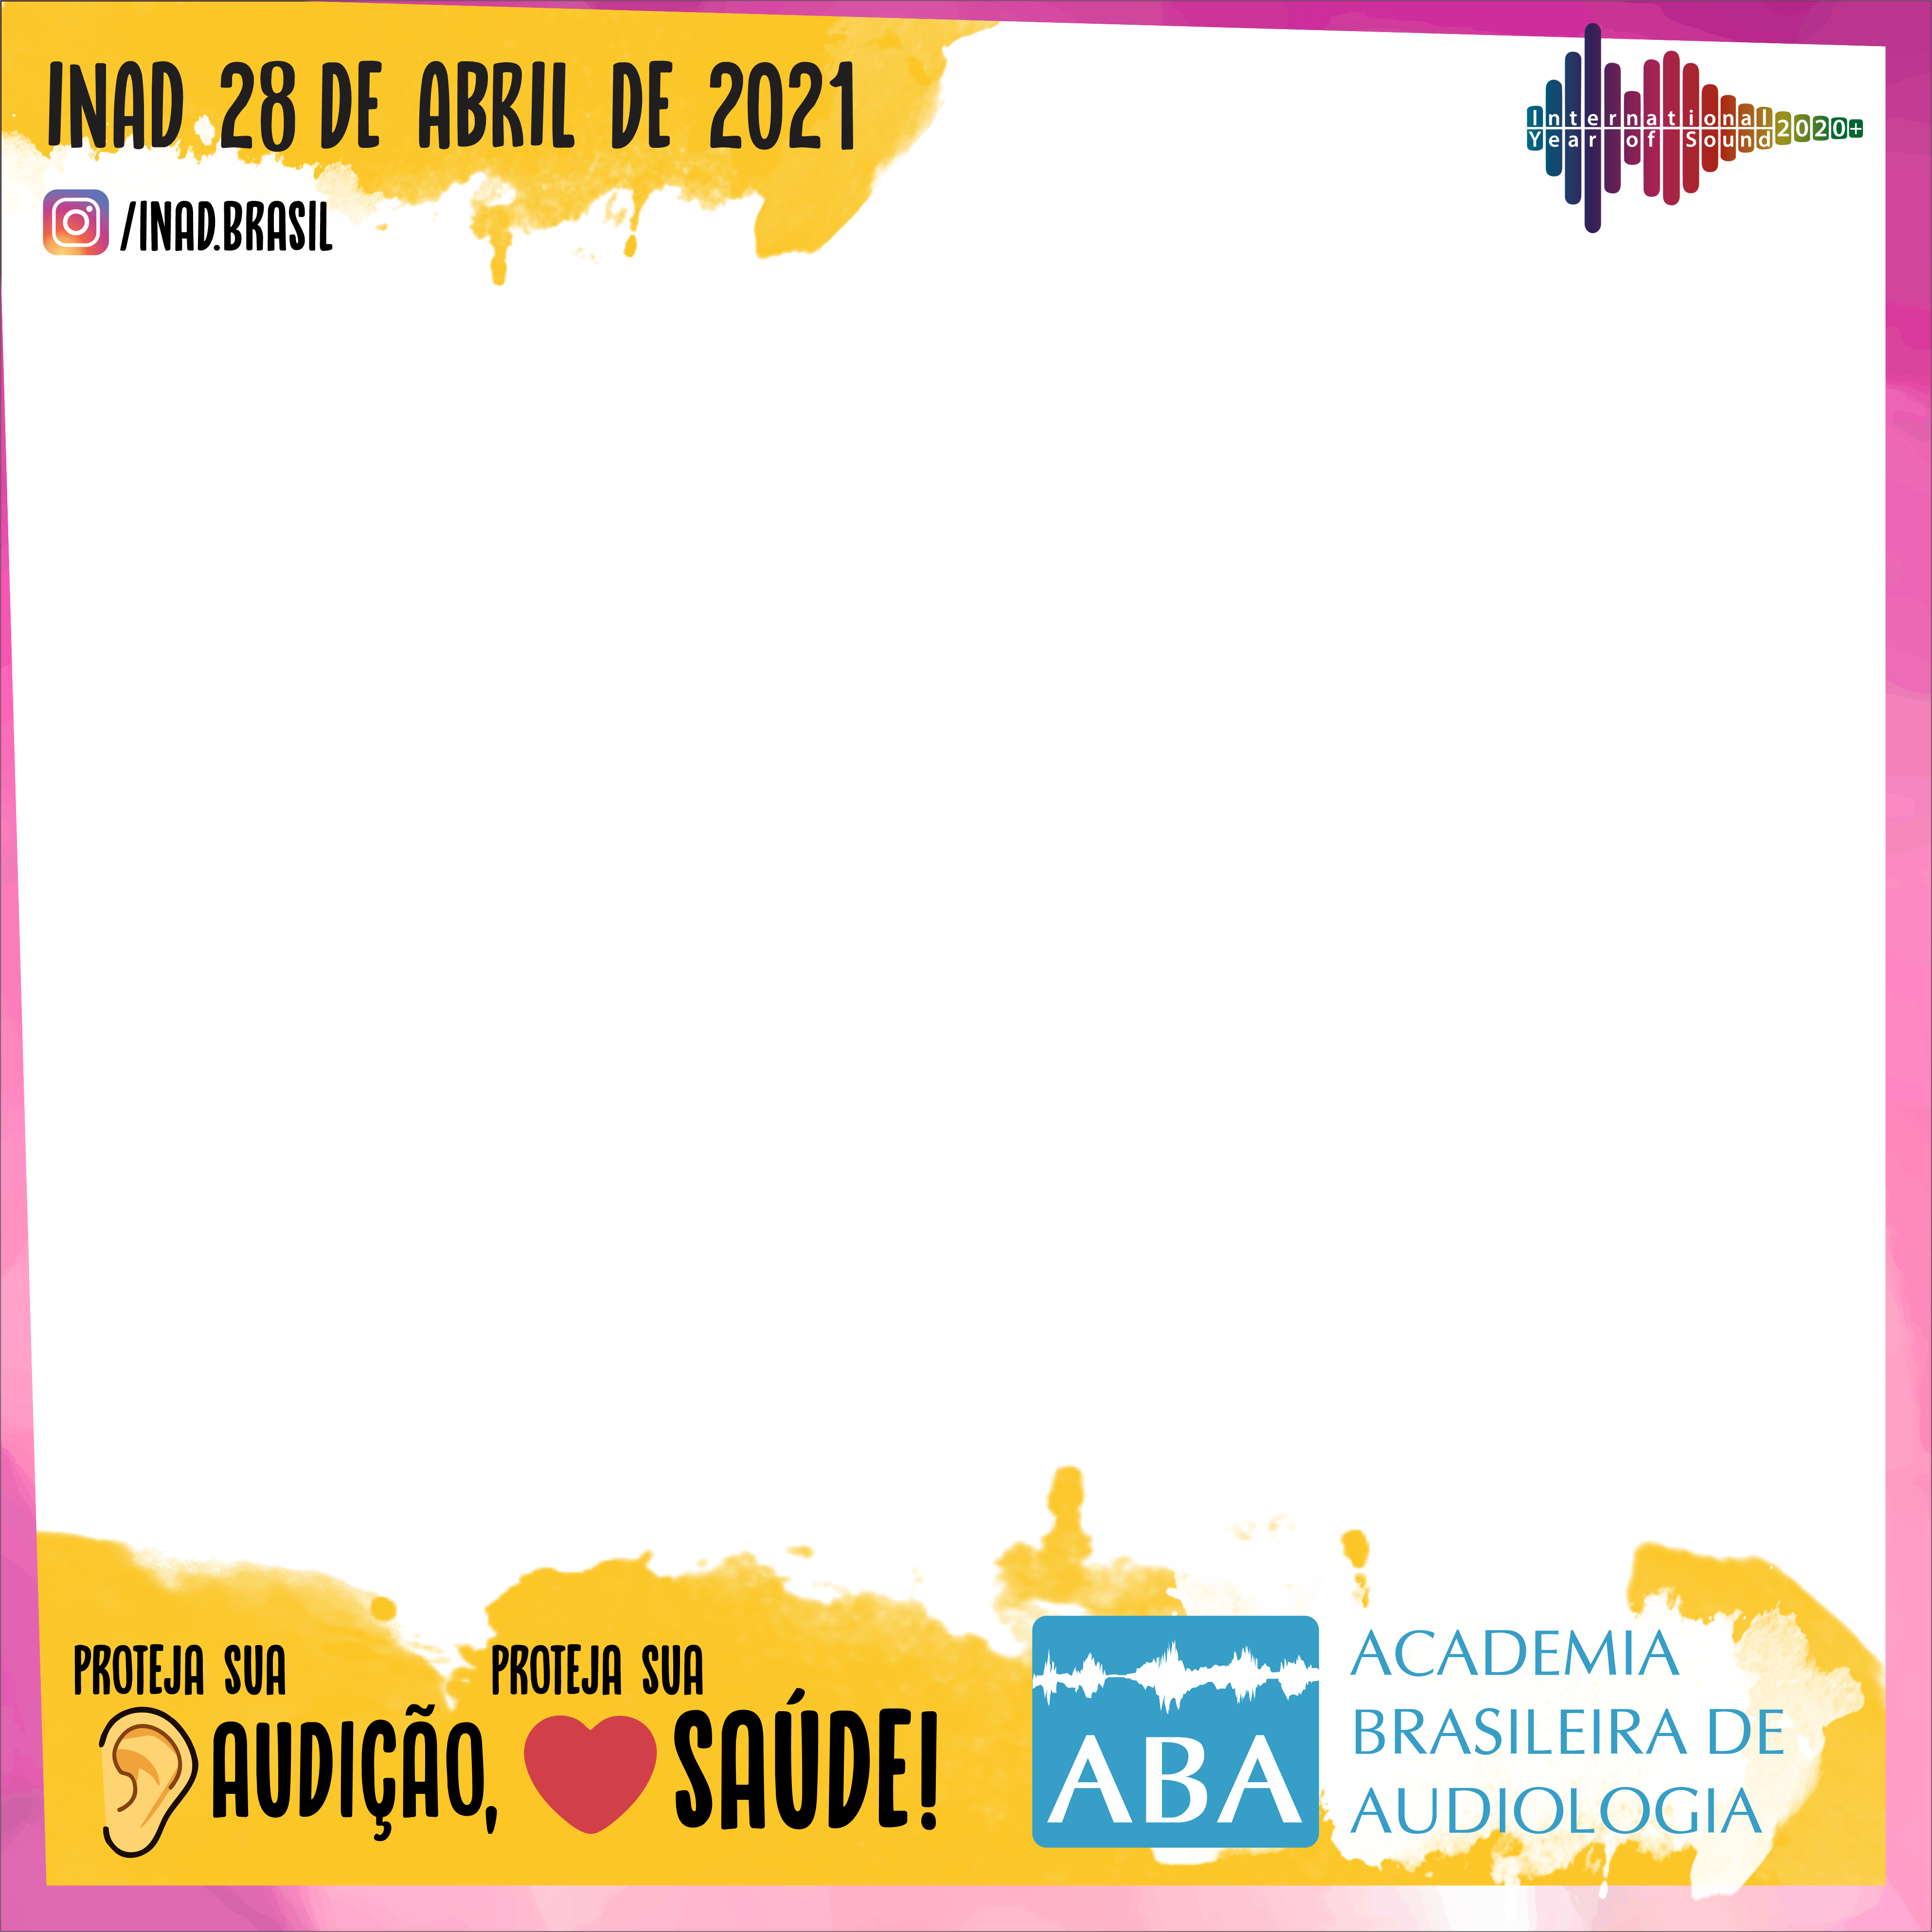 INAD 28 DE ABRIL DE 2021
/INAD.BRASIL
International
Year of Sound 2020+
PROTEJA SUA
AUDIÇÃO,
PROTEJA SUA
SAÚDE!
ABA
ACADEMIA
BRASILEIRA DE
AUDIOLOGIA